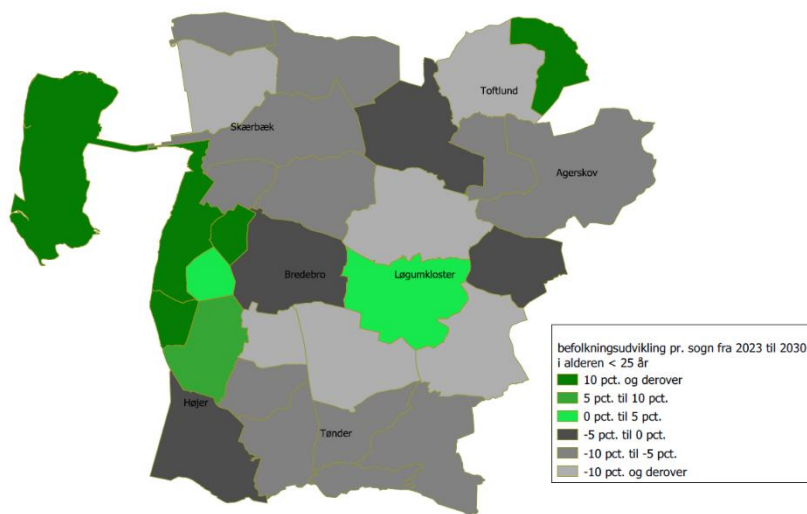 Toftlund
Skærbæk
Agerskov
Bredebro
Løgumkloster
Højer
Tønder
befolkningsudvikling pr. sogn fra 2023 til 2030
i alderen < 25 år
10 pct. og derover
5 pct. til 10 pct.
0 pct til 5 pct.
-5 pct. til 0 pct.
-10 pct. til -5 pct.
-10 pct. og derover